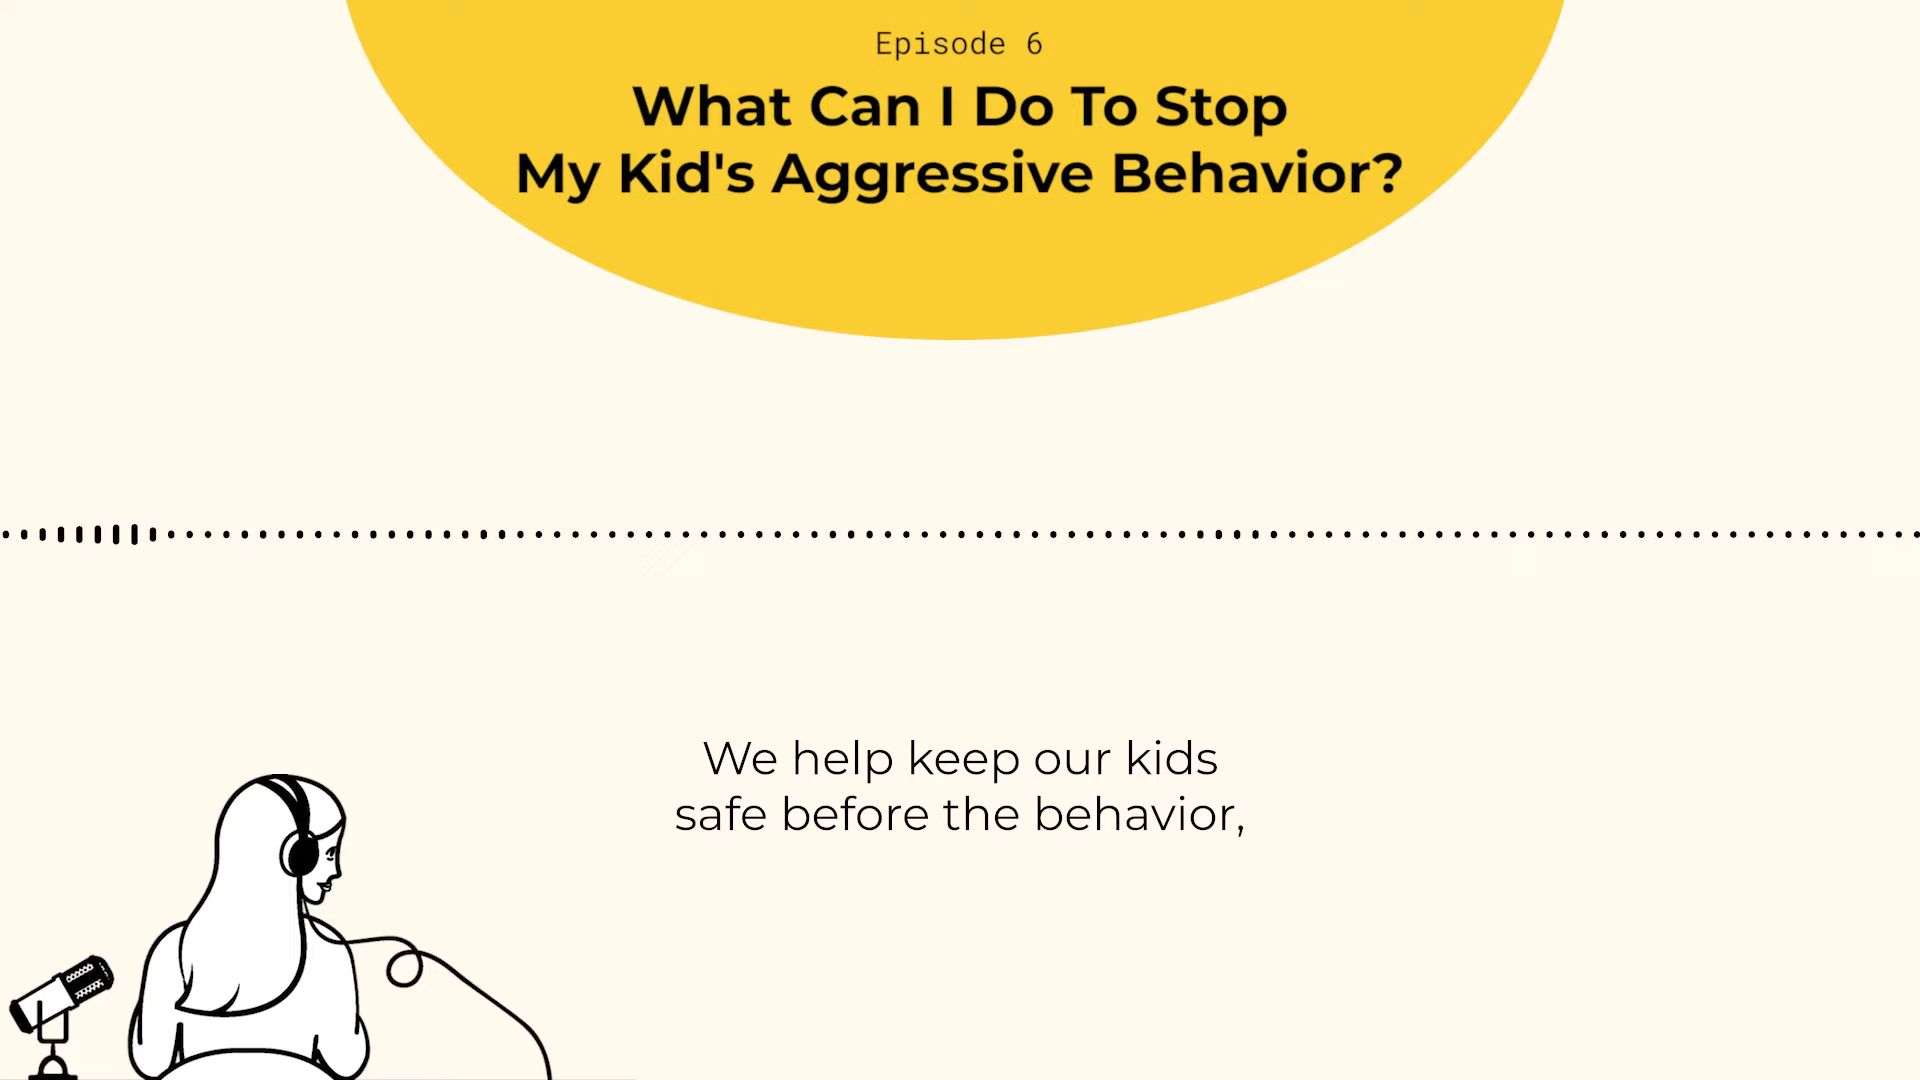 Episode 6
What Can I Do To Stop
My Kid's Aggressive Behavior?
We help keep our kids
safe before the behavior,